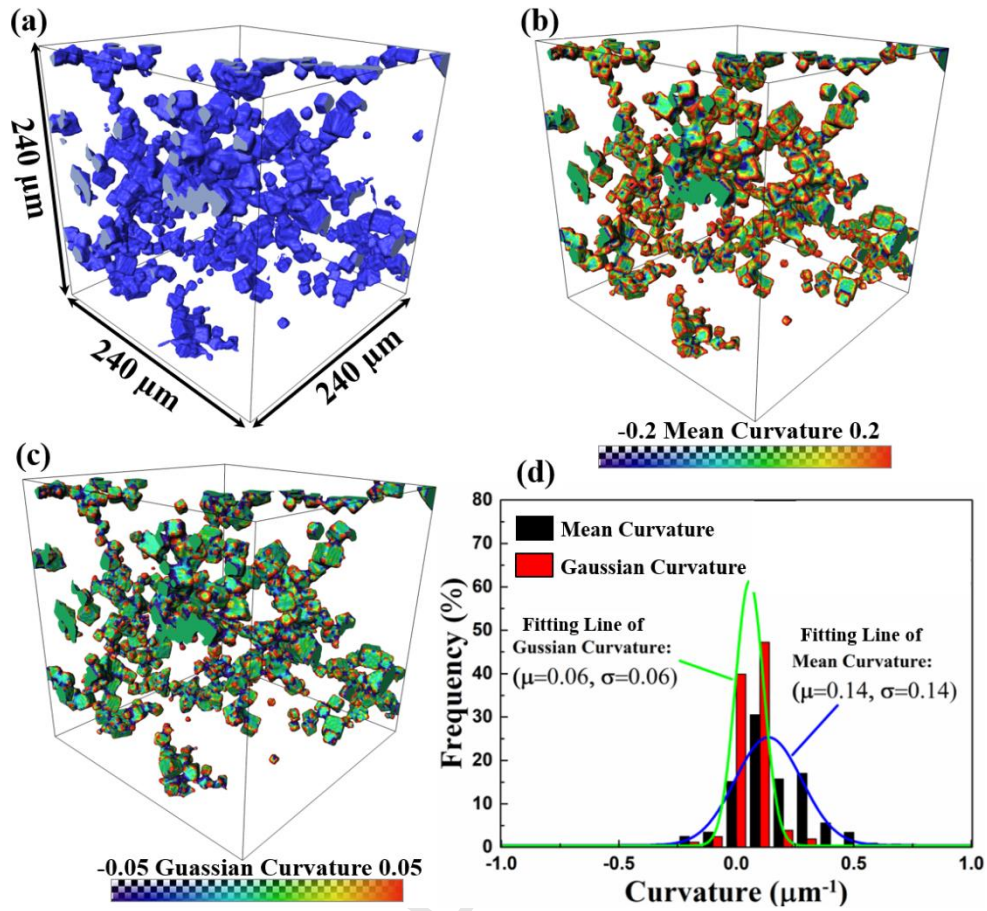 (a)
240 μm
240 μm
240 μm
(b)
-0.2 Mean Curvature 0.2
(c)
-0.05 Guassian Curvature 0.05
(d)
80
70
60
50
40
30
20
10
0
Frequency (%)
Mean Curvature
Gaussian Curvature
Fitting Line of
Gussian Curvature:
(μ=0.06, σ=0.06)
Fitting Line of
Mean Curvature:
(μ=0.14, σ=0.14)
-1.0 -0.5 0.0 0.5 1.0
Curvature (μm⁻¹)